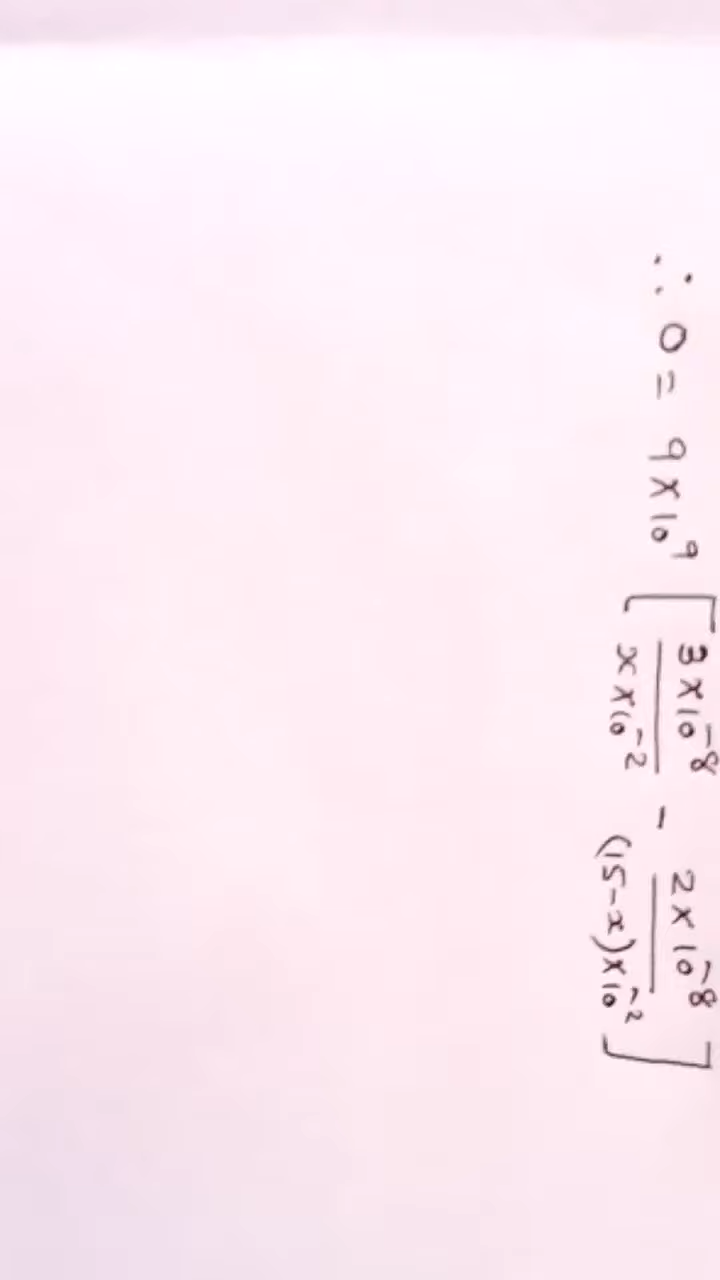 ∴ 0 = 9 x 10⁹ [ 3 x 10⁻⁸ / x x 10⁻² - 2 x 10⁻⁸ / (15-x) x 10⁻² ]